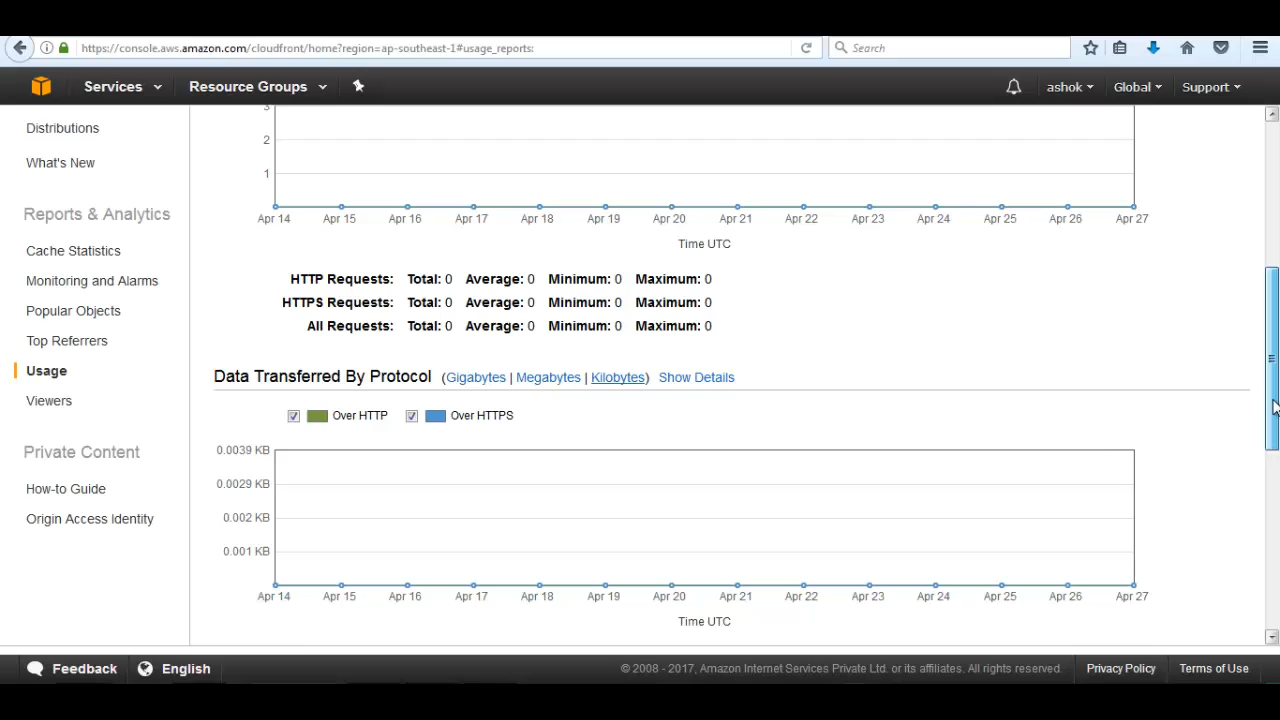 https://console.aws.amazon.com/cloudfront/home?region=ap-southeast-1#usage_reports:
Search
Services
Resource Groups
ashok
Global
Support
Distributions
What's New
Reports & Analytics
Cache Statistics
Monitoring and Alarms
Popular Objects
Top Referrers
Usage
Viewers
Private Content
How-to Guide
Origin Access Identity
3
2
1
Apr 14 Apr 15 Apr 16 Apr 17 Apr 18 Apr 19 Apr 20 Apr 21 Apr 22 Apr 23 Apr 24 Apr 25 Apr 26 Apr 27
Time UTC
HTTP Requests: Total: 0 Average: 0 Minimum: 0 Maximum: 0
HTTPS Requests: Total: 0 Average: 0 Minimum: 0 Maximum: 0
All Requests: Total: 0 Average: 0 Minimum: 0 Maximum: 0
Data Transferred By Protocol (Gigabytes | Megabytes | Kilobytes) Show Details
Over HTTP Over HTTPS
0.0039 KB
0.0029 KB
0.002 KB
0.001 KB
Apr 14 Apr 15 Apr 16 Apr 17 Apr 18 Apr 19 Apr 20 Apr 21 Apr 22 Apr 23 Apr 24 Apr 25 Apr 26 Apr 27
Time UTC
Feedback
English
© 2008 - 2017, Amazon Internet Services Private Ltd. or its affiliates. All rights reserved.
Privacy Policy
Terms of Use